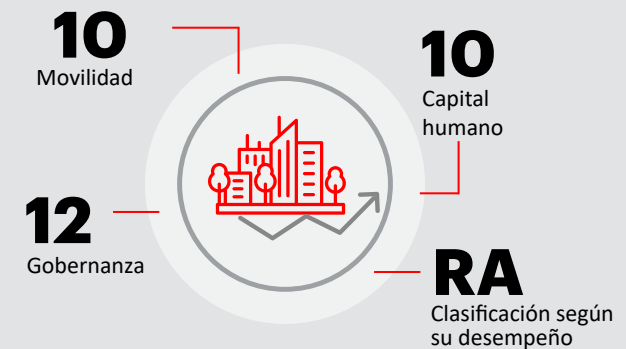 10
Movilidad
10
Capital
humano
12
Gobernanza
RA
Clasificación según
su desempeño